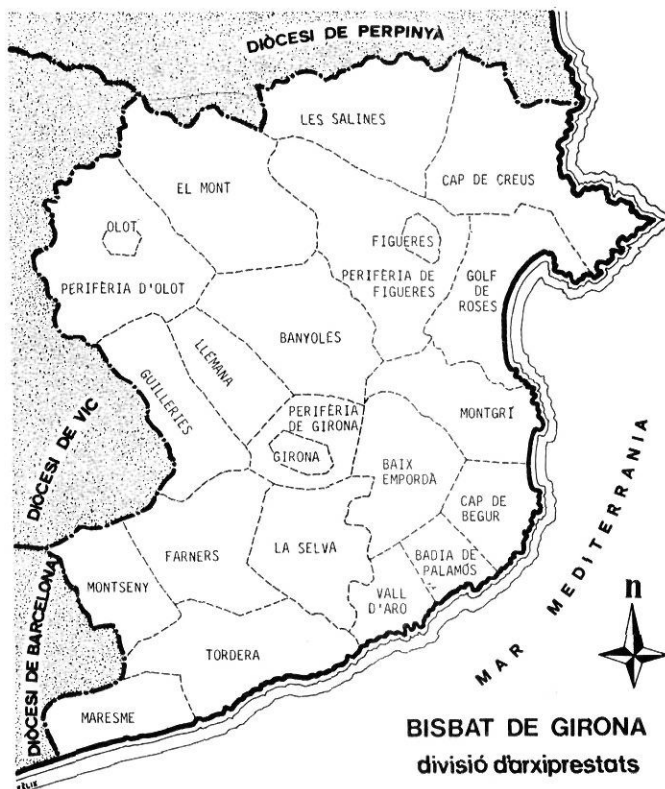 DIÒCESI DE PERPINYÀ
LES SALINES
CAP DE CREUS
EL MONT
OLOT
FIGUERES
PERIFÈRIA D'OLOT
PERIFÈRIA DE
FIGUERES
GOLF
DE
ROSES
BANYOLES
LLEMANA
GUILLERIES
PERIFÈRIA
DE GIRONA
GIRONA
MONTGRÍ
BAIX
EMPORDÀ
CAP DE
BEGUR
DIÒCESI DE VIC
FARNERS
LA SELVA
BADIA DE
PALAMÓS
MONTSENY
VALL
D'ARO
TORDERA
MARESME
DIÒCESI DE BARCELONA
MAR MEDITERRANIA
n
BISBAT DE GIRONA
divisió d'arxiprestats